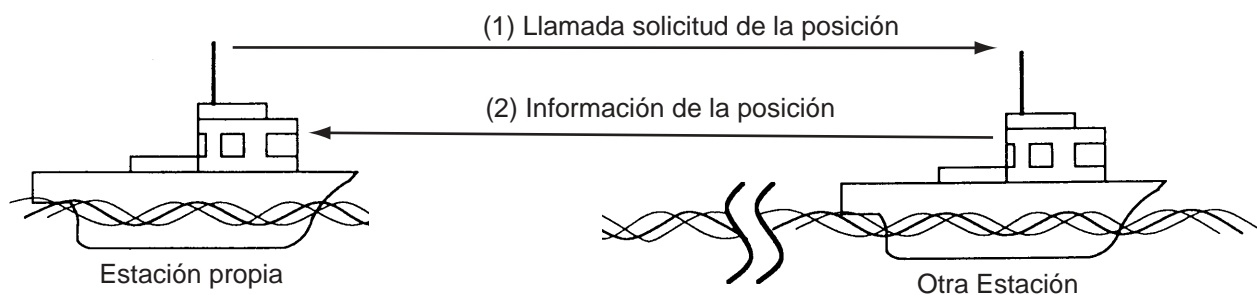 (1) Llamada solicitud de la posición
(2) Información de la posición
Estación propia
Otra Estación